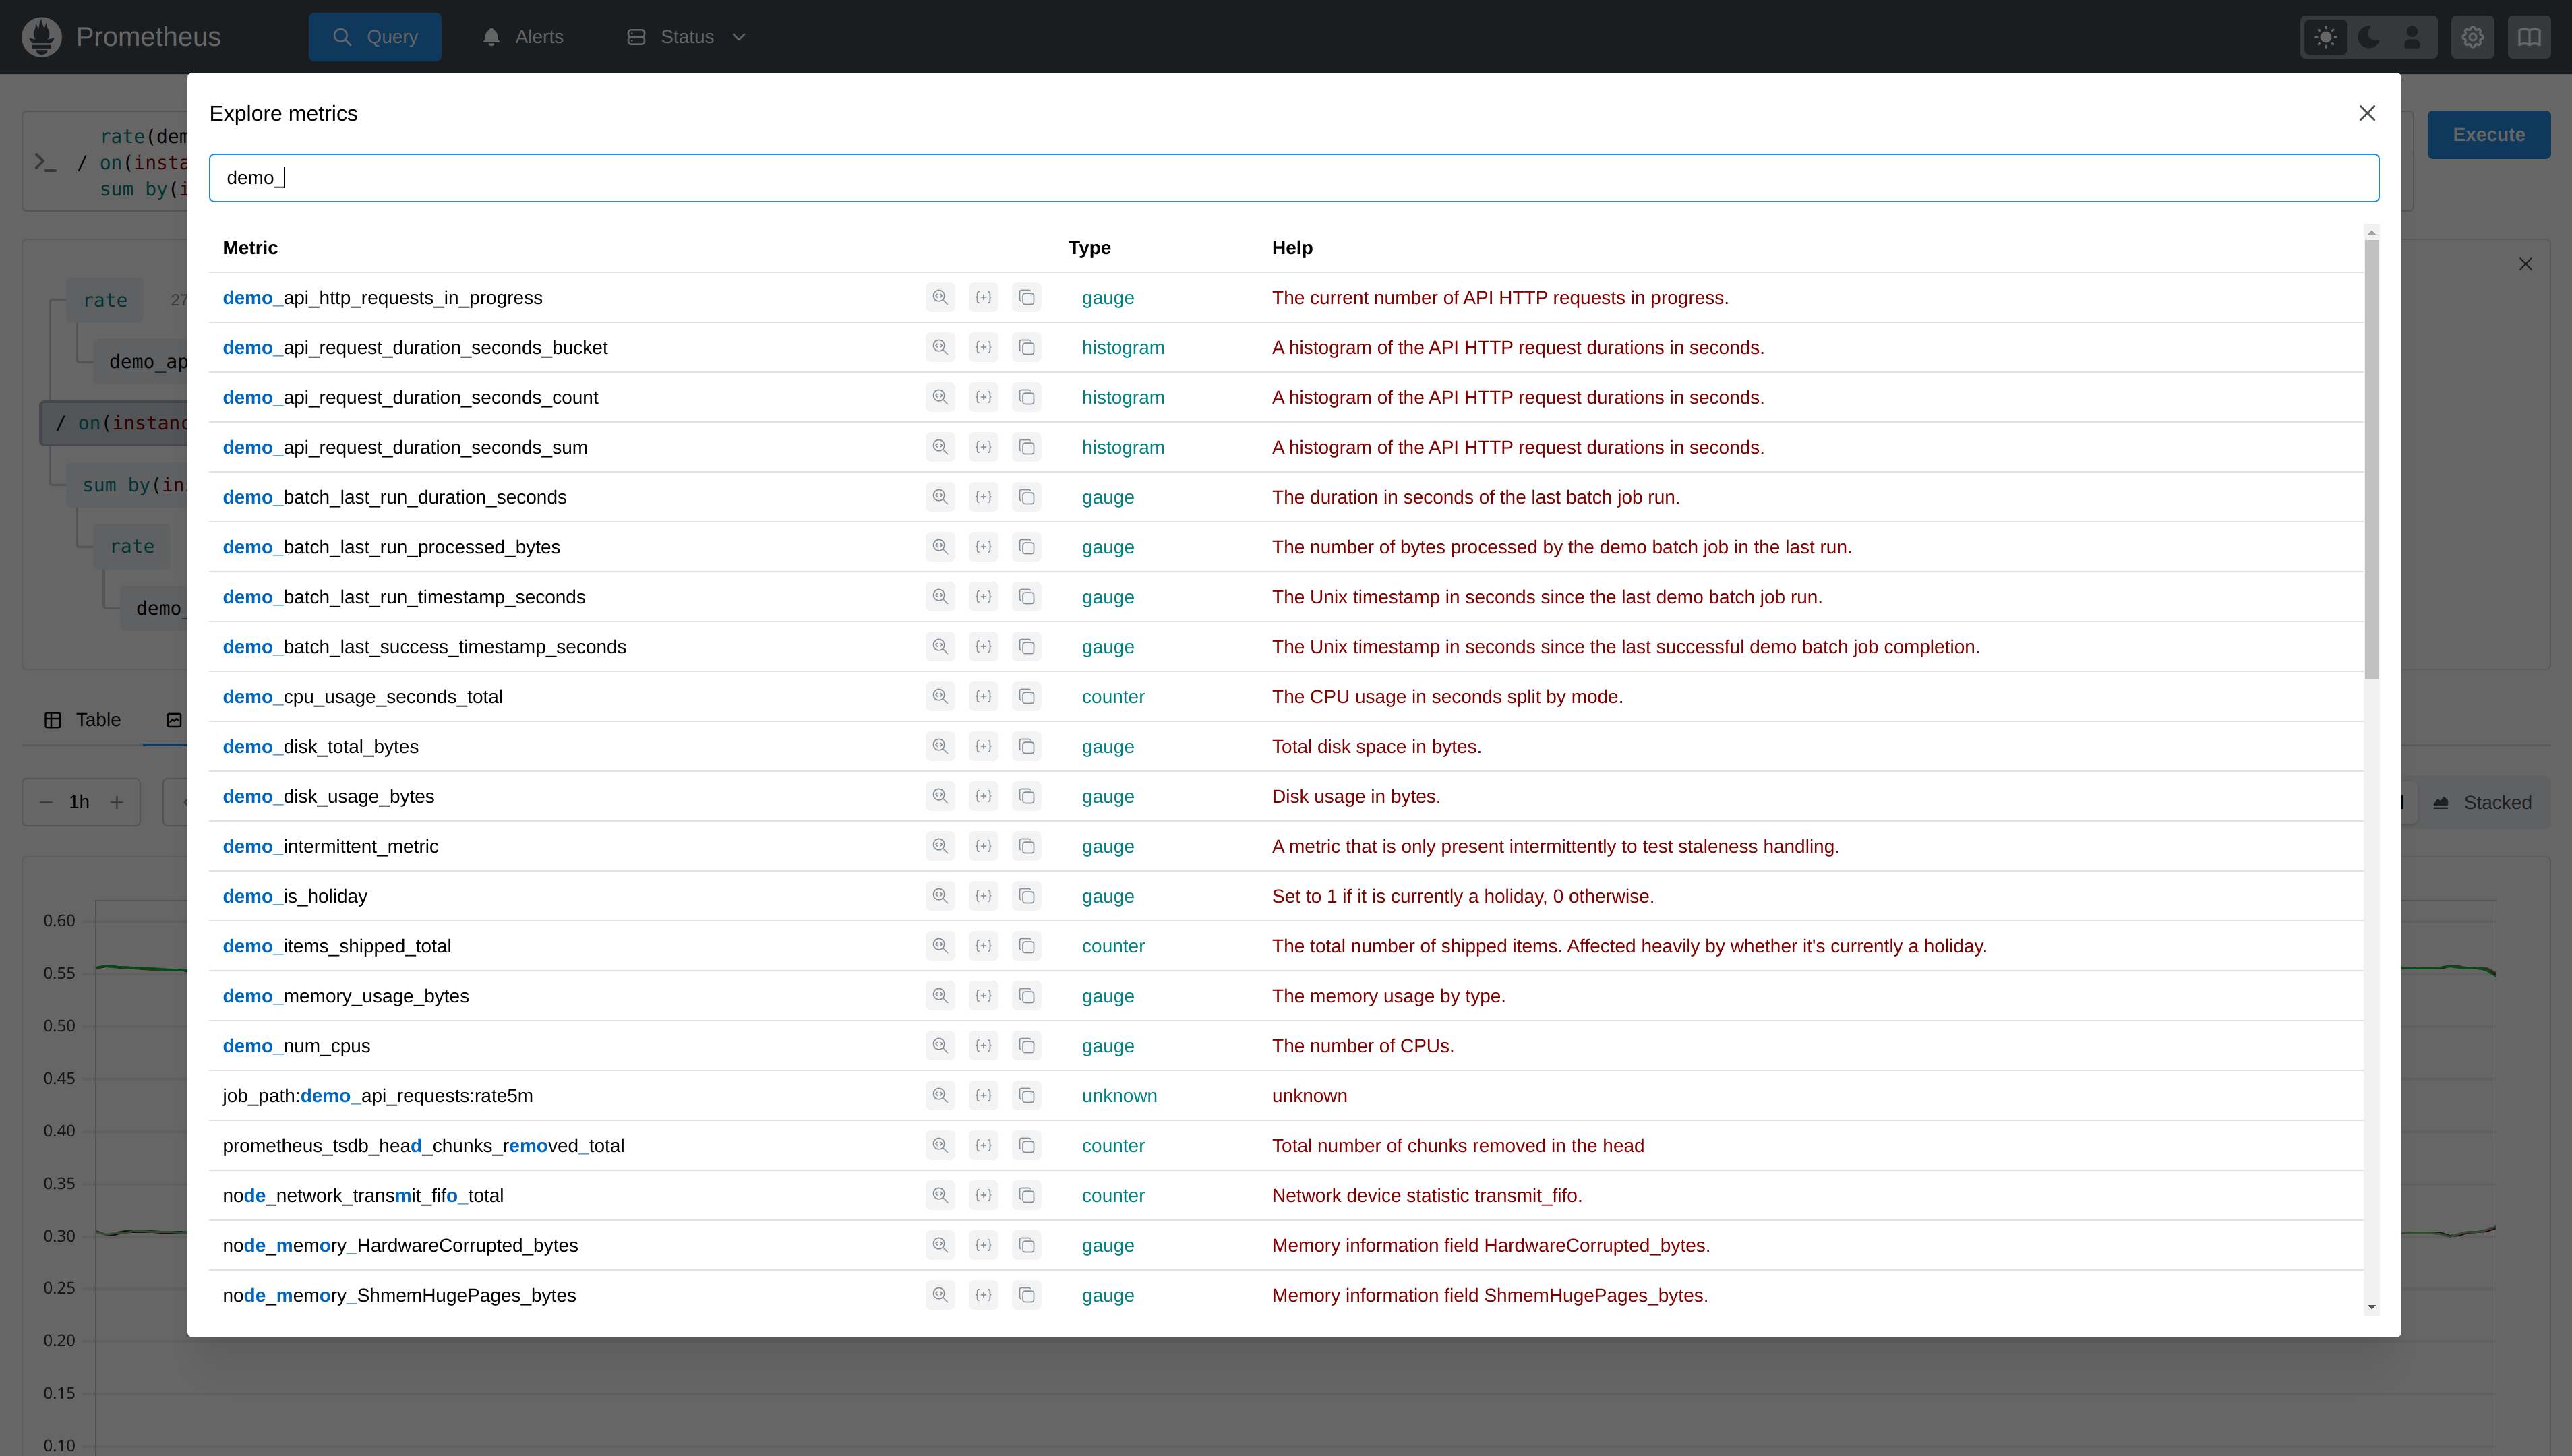 Prometheus Query Alerts Status
Explore metrics
rate(dem
/ on(insta
sum by(i
Execute
demo_
Metric Type Help
demo_api_http_requests_in_progress gauge The current number of API HTTP requests in progress.
rate 27
demo_api_request_duration_seconds_bucket histogram A histogram of the API HTTP request durations in seconds.
demo_ap
demo_api_request_duration_seconds_count histogram A histogram of the API HTTP request durations in seconds.
/ on(instanc
demo_api_request_duration_seconds_sum histogram A histogram of the API HTTP request durations in seconds.
sum by(in
demo_batch_last_run_duration_seconds gauge The duration in seconds of the last batch job run.
rate
demo_batch_last_run_processed_bytes gauge The number of bytes processed by the demo batch job in the last run.
demo_
demo_batch_last_run_timestamp_seconds gauge The Unix timestamp in seconds since the last demo batch job run.
demo_batch_last_success_timestamp_seconds gauge The Unix timestamp in seconds since the last successful demo batch job completion.
demo_cpu_usage_seconds_total counter The CPU usage in seconds split by mode.
Table
demo_disk_total_bytes gauge Total disk space in bytes.
demo_disk_usage_bytes gauge Disk usage in bytes.
1h
Stacked
demo_intermittent_metric gauge A metric that is only present intermittently to test staleness handling.
demo_is_holiday gauge Set to 1 if it is currently a holiday, 0 otherwise.
0.60
demo_items_shipped_total counter The total number of shipped items. Affected heavily by whether it's currently a holiday.
0.55
demo_memory_usage_bytes gauge The memory usage by type.
0.50
demo_num_cpus gauge The number of CPUs.
0.45
job_path:demo_api_requests:rate5m unknown unknown
0.40
prometheus_tsdb_head_chunks_removed_total counter Total number of chunks removed in the head
0.35
node_network_transmit_fifo_total counter Network device statistic transmit_fifo.
0.30
node_memory_HardwareCorrupted_bytes gauge Memory information field HardwareCorrupted_bytes.
0.25
node_memory_ShmemHugePages_bytes gauge Memory information field ShmemHugePages_bytes.
0.20
0.15
0.10